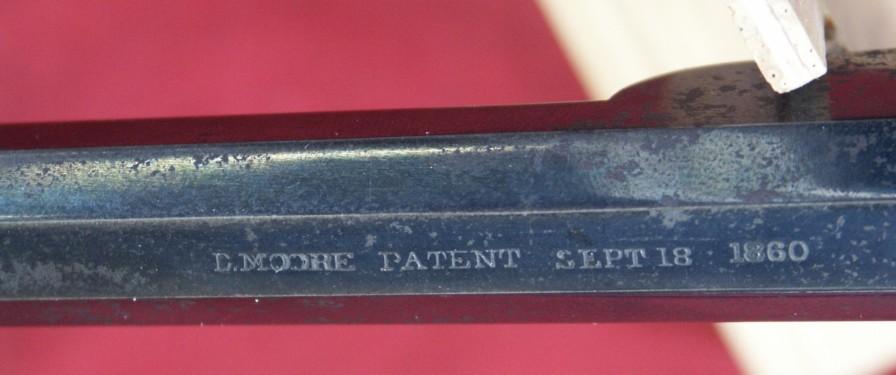 D.MOORE PATENT SEPT 18 1860